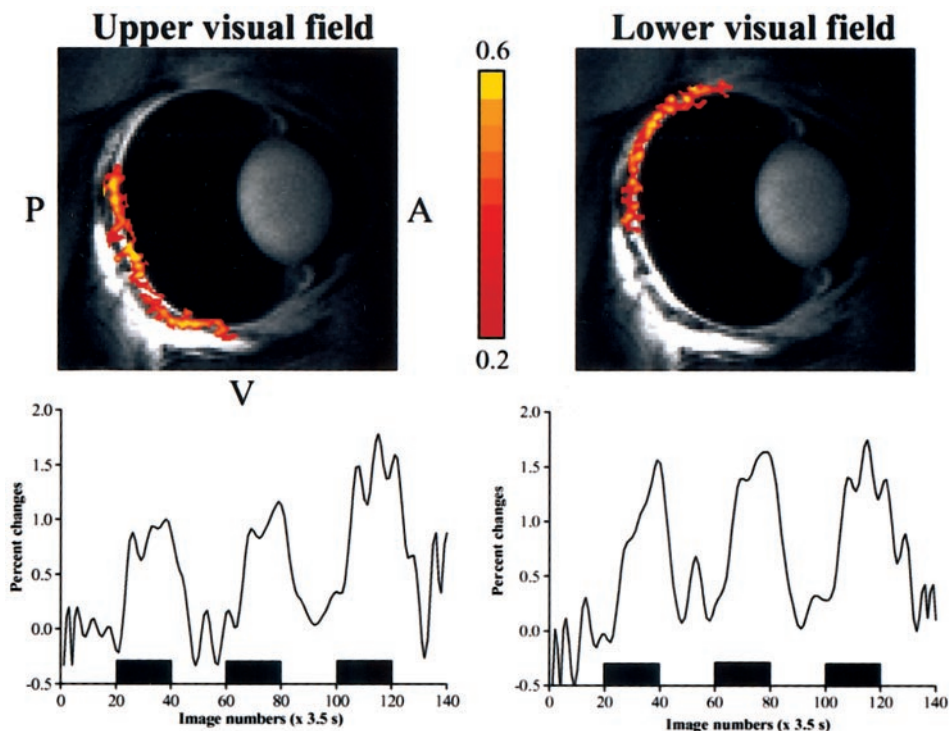 Upper visual field
Lower visual field
0.6
P
A
0.2
V
2.0
1.5
1.0
0.5
0.0
-0.5
Percent changes
0 20 40 60 80 100 120 140
Image numbers (x 3.5 s)
2.0
1.5
1.0
0.5
0.0
-0.5
Percent changes
0 20 40 60 80 100 120 140
Image numbers (x 3.5 s)